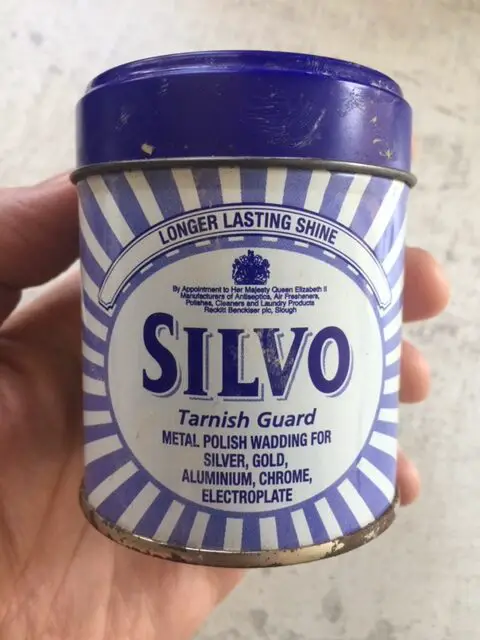 LONGER LASTING SHINE
By Appointment to Her Majesty Queen Elizabeth II
Manufacturers of Antiseptics, Air Fresheners,
Polishes, Cleaners and Laundry Products
Reckitt Benckiser plc, Slough
SILVO
Tarnish Guard
METAL POLISH WADDING FOR
SILVER, GOLD,
ALUMINIUM, CHROME,
ELECTROPLATE